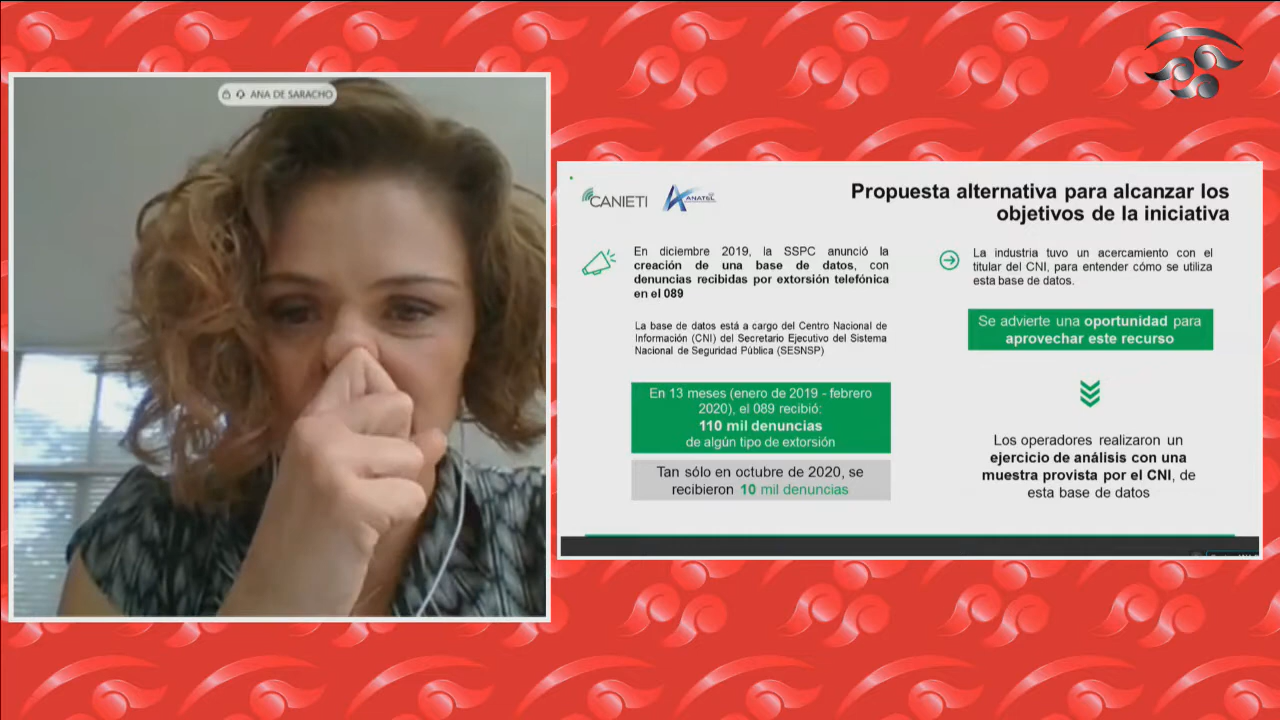 ANA DE SARACHO
CANIETI
ANATEL
Propuesta alternativa para alcanzar los
objetivos de la iniciativa
En diciembre 2019, la SSPC anunció la
creación de una base de datos, con
denuncias recibidas por extorsión telefónica
en el 089
La base de datos está a cargo del Centro Nacional de
Información (CNI) del Secretario Ejecutivo del Sistema
Nacional de Seguridad Pública (SESNSP)
En 13 meses (enero de 2019 - febrero
2020), el 089 recibió:
110 mil denuncias
de algún tipo de extorsión
Tan sólo en octubre de 2020, se
recibieron 10 mil denuncias
La industria tuvo un acercamiento con el
titular del CNI, para entender cómo se utiliza
esta base de datos.
Se advierte una oportunidad para
aprovechar este recurso
Los operadores realizaron un
ejercicio de análisis con una
muestra provista por el CNI, de
esta base de datos